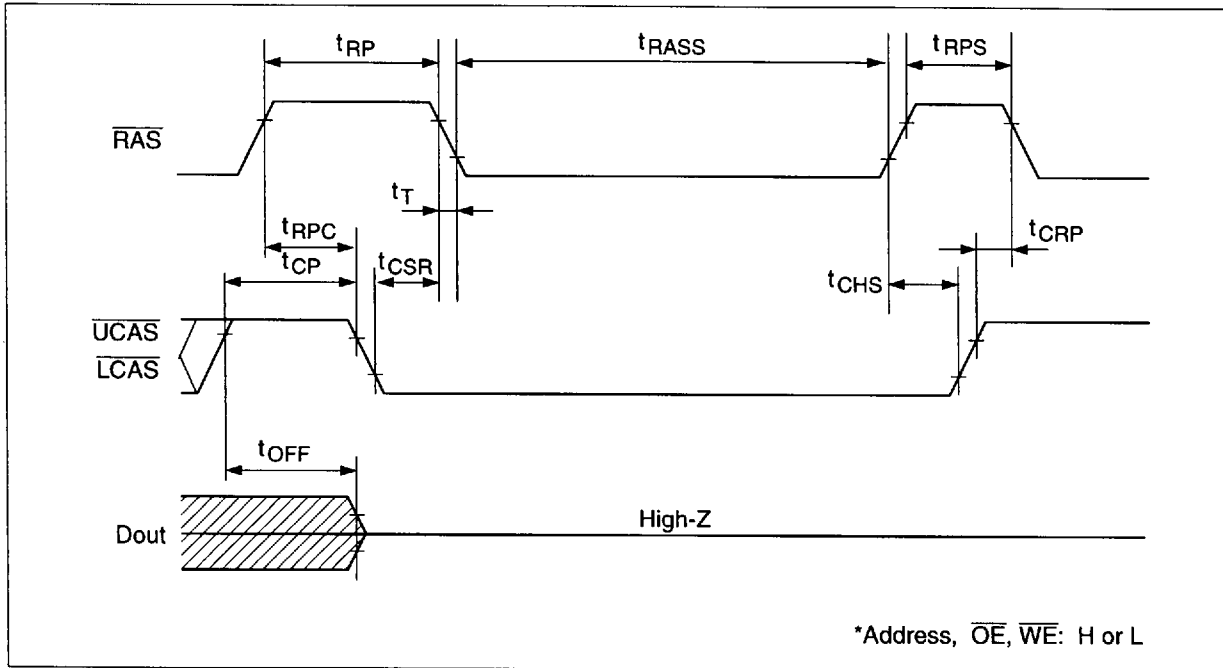 tRP
tRASS
tRPS
RAS
tT
tRPC
tCRP
tCP
tCSR
tCHS
UCAS
LCAS
tOFF
High-Z
Dout
*Address, OE, WE: H or L